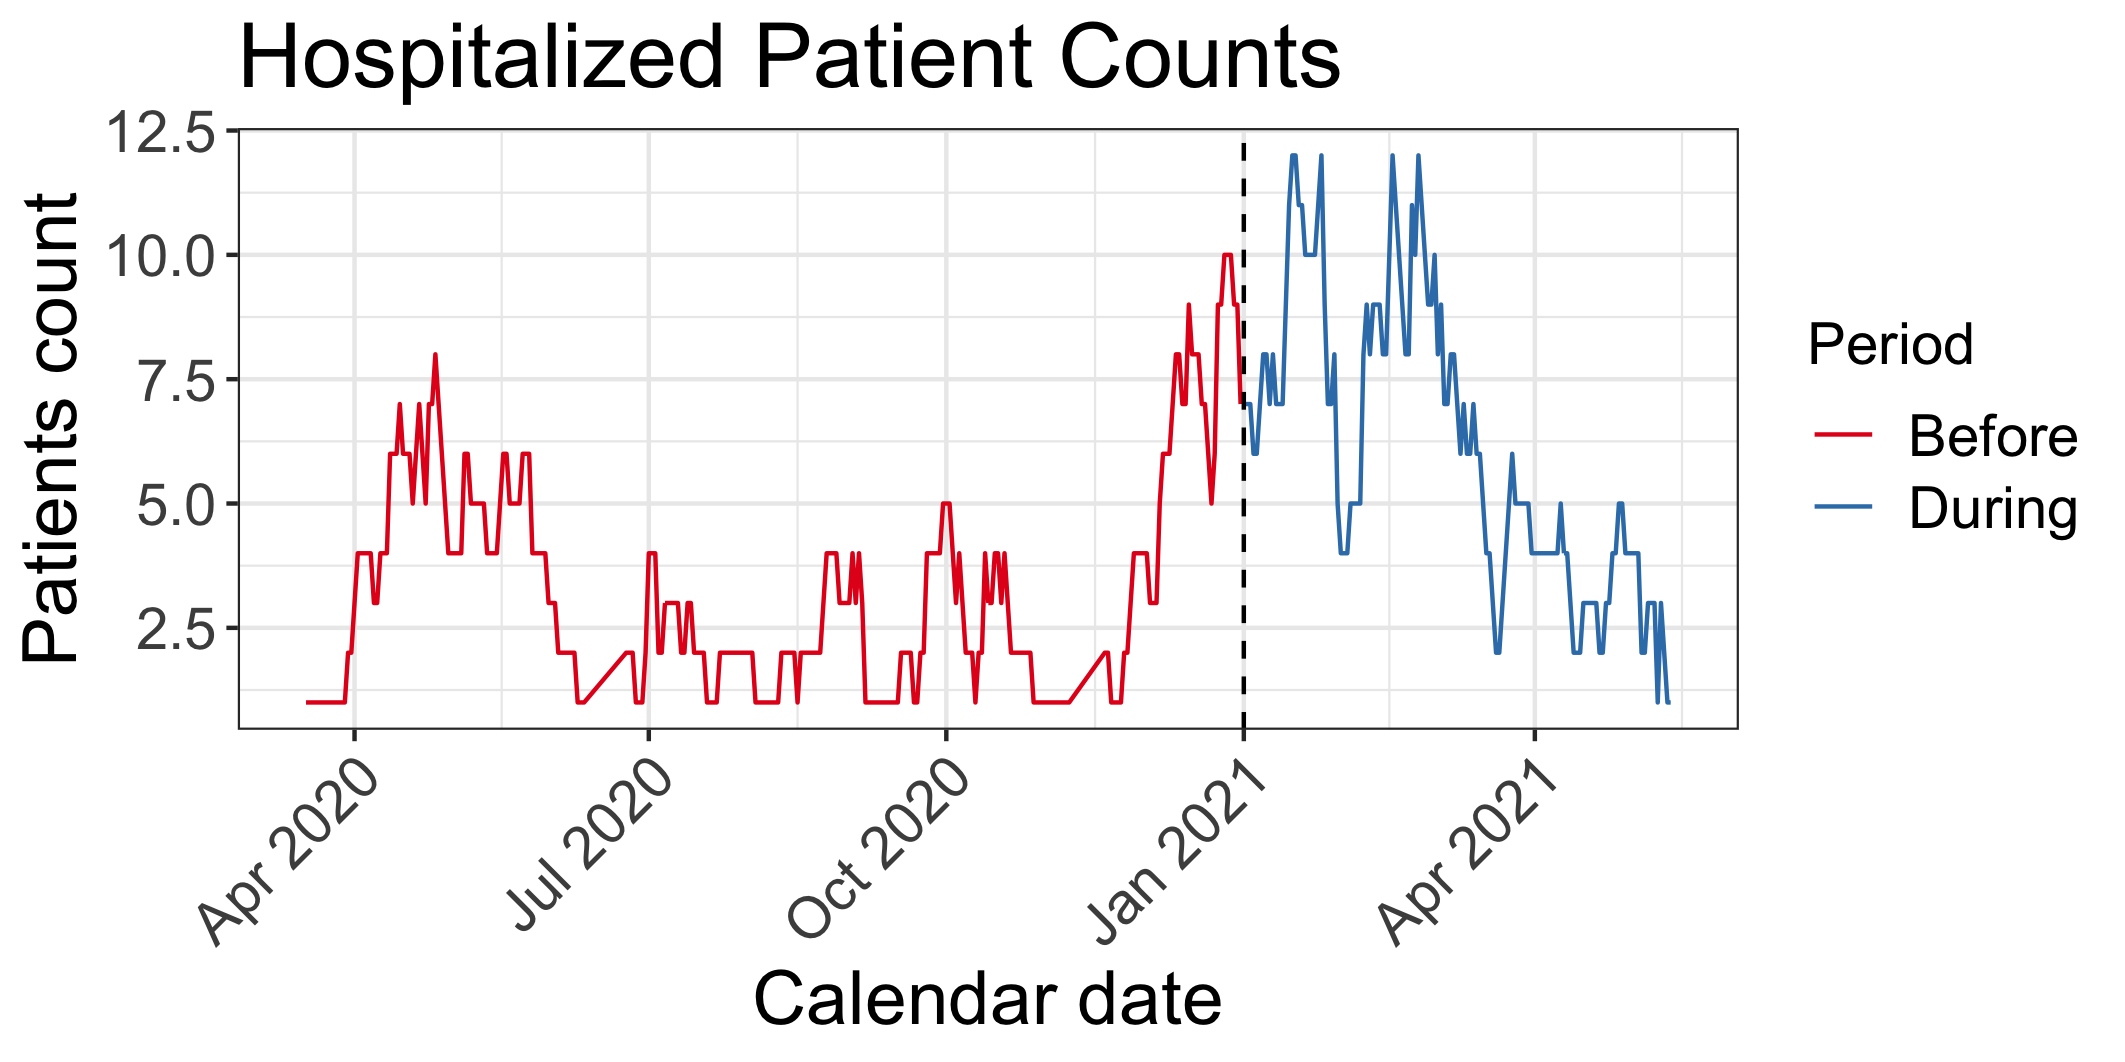 Hospitalized Patient Counts
12.5
10.0
7.5
5.0
2.5
Patients count
Apr 2020
Jul 2020
Oct 2020
Jan 2021
Apr 2021
Calendar date
Period
Before
During